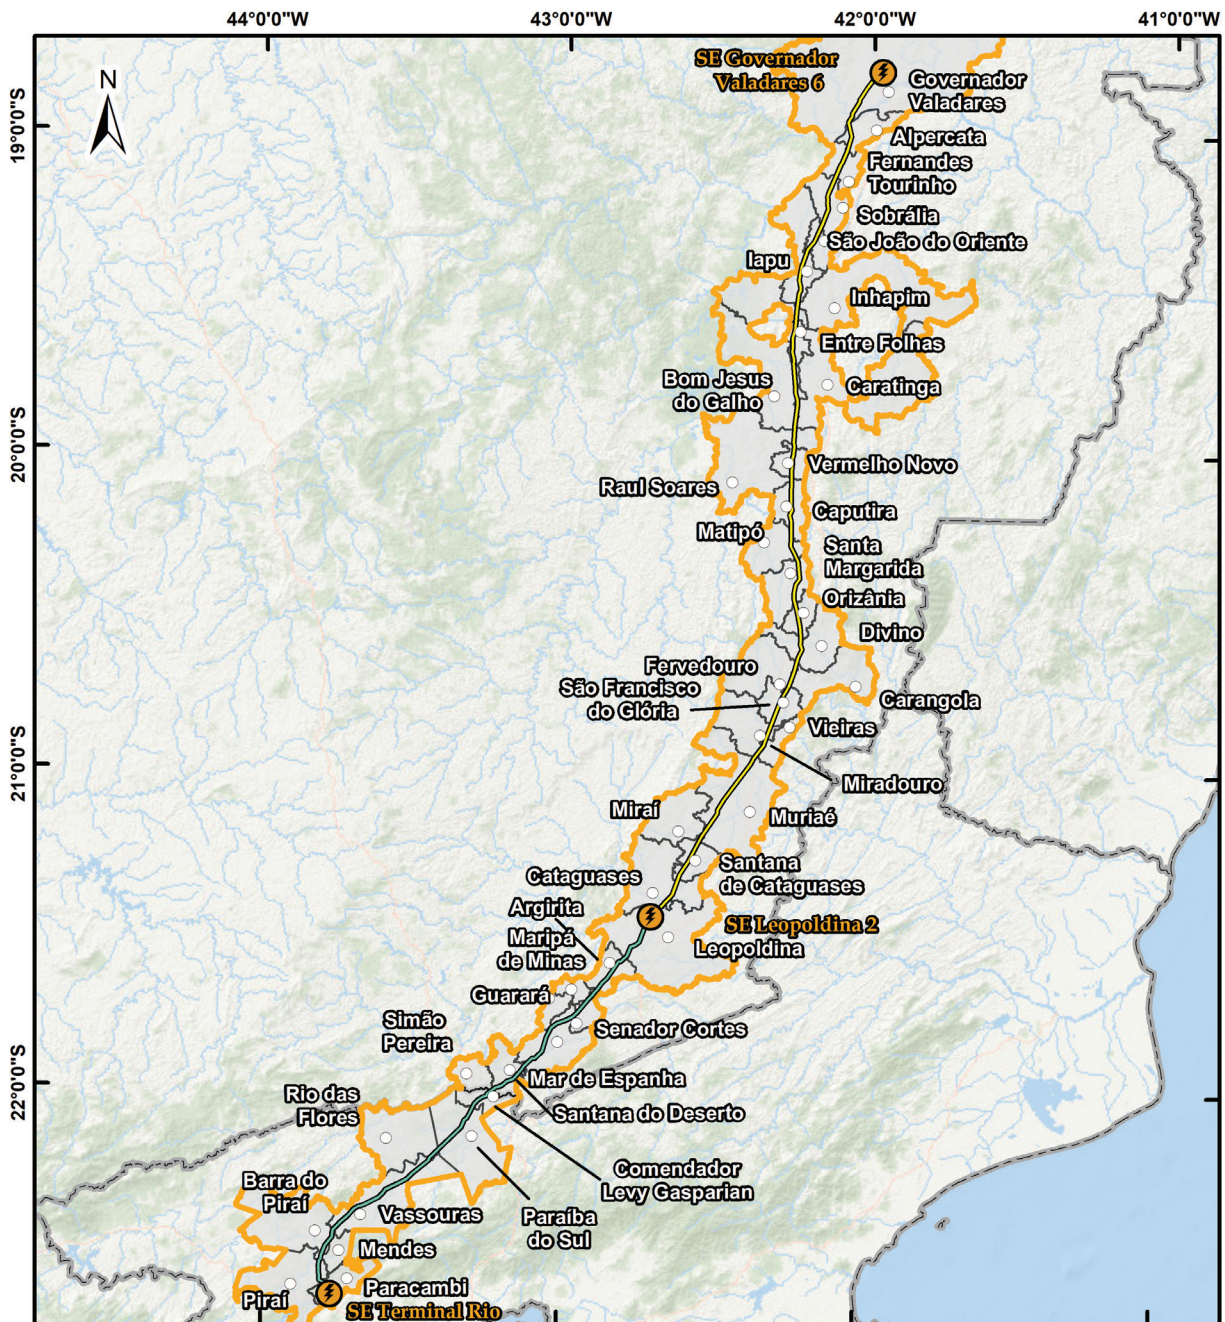 44°0'0"W
43°0'0"W
42°0'0"W
41°0'0"W
N
19°0'0"S
20°0'0"S
21°0'0"S
22°0'0"S
SE Governador
Valadares 6
Governador
Valadares
Alpercata
Fernandes
Tourinho
Sobrália
São João do Oriente
Iapu
Inhapim
Entre Folhas
Bom Jesus
do Galho
Caratinga
Vermelho Novo
Raul Soares
Caputira
Matipó
Santa
Margarida
Orizânia
Divino
Fervedouro
São Francisco
do Glória
Carangola
Vieiras
Miradouro
Miraí
Muriaé
Santana
de Cataguases
Cataguases
Argirita
SE Leopoldina 2
Leopoldina
Maripá
de Minas
Guarará
Simão
Pereira
Senador Cortes
Mar de Espanha
Rio das
Flores
Santana do Deserto
Comendador
Levy Gasparian
Barra do
Piraí
Vassouras
Paraíba
do Sul
Mendes
Paracambi
Piraí
SE Terminal Rio